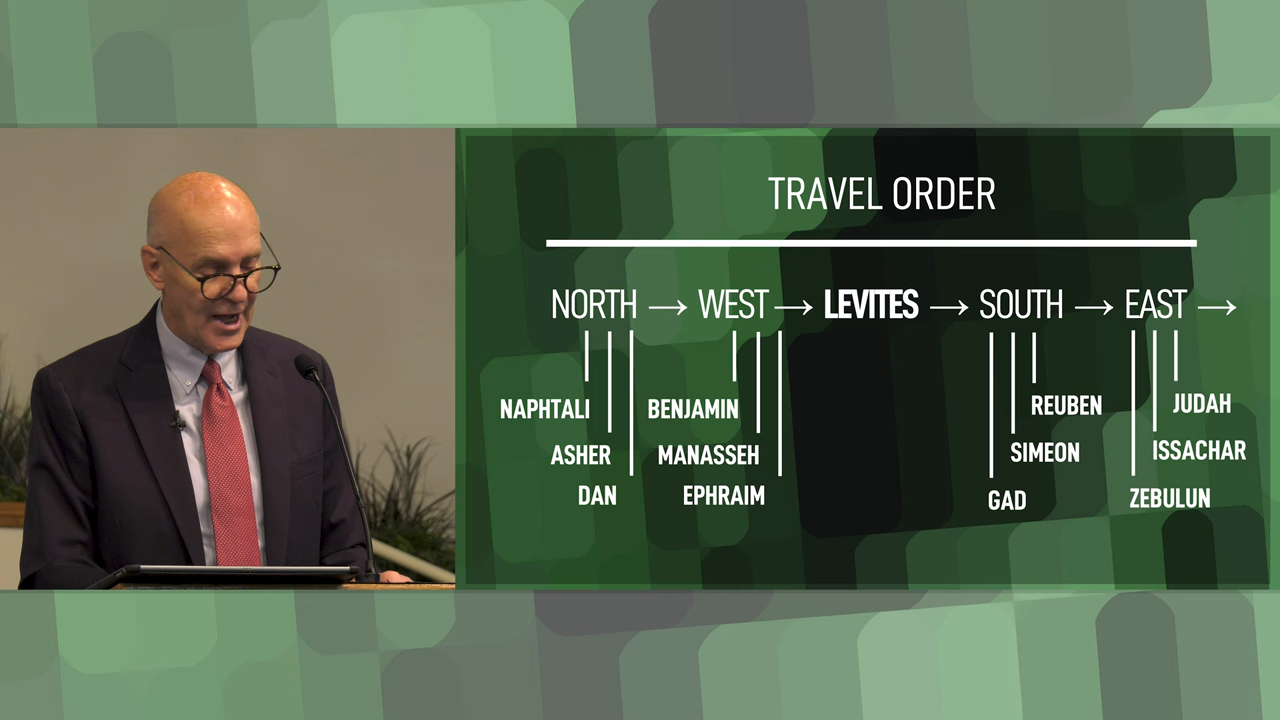 TRAVEL ORDER
NORTH → WEST → LEVITES → SOUTH → EAST →
NAPHTALI BENJAMIN REUBEN JUDAH
ASHER MANASSEH SIMEON ISSACHAR
DAN EPHRAIM GAD ZEBULUN